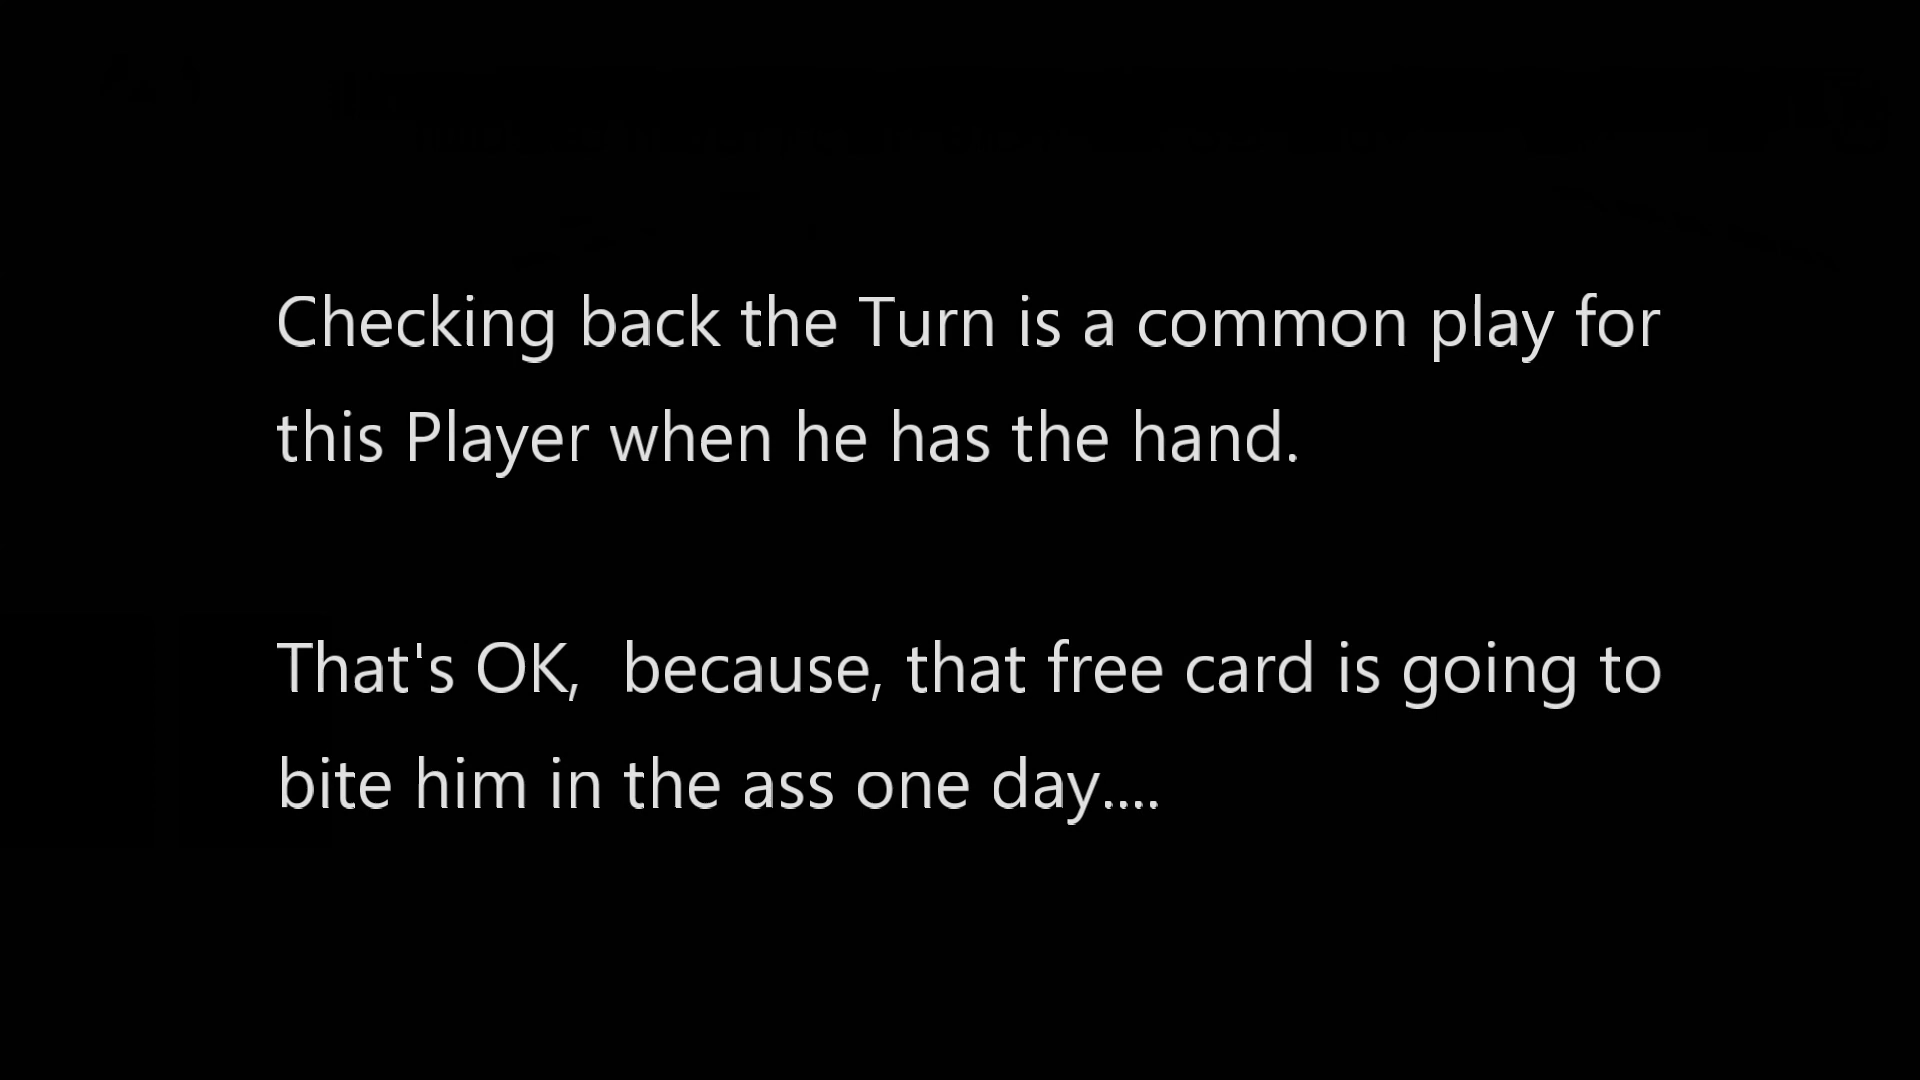 Checking back the Turn is a common play for
this Player when he has the hand.
That's OK,  because, that free card is going to
bite him in the ass one day....